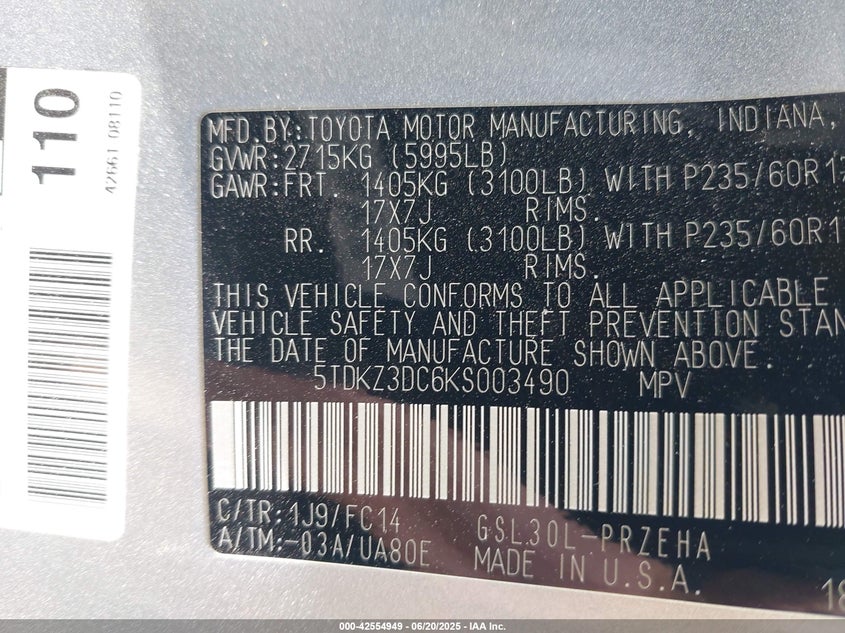 110
42661 08110
MFD.BY:TOYOTA MOTOR MANUFACTURING, INDIANA,
GVWR:2715KG (5995LB)
GAWR:FRT. 1405KG (3100LB) WITH P235/60R17
17X7J RIMS.
RR. 1405KG (3100LB) WITH P235/60R17
17X7J RIMS.
THIS VEHICLE CONFORMS TO ALL APPLICABLE
VEHICLE SAFETY AND THEFT PREVENTION STAN
THE DATE OF MANUFACTURE SHOWN ABOVE.
5TDKZ3DC6KS003490 MPV
C/TR:1J9/FC14 GSL30L-PRZEHA
A/TM:-03A/UA80E MADE IN U.S.A.
18
000-42554949 — 06/20/2025 — IAA Inc.